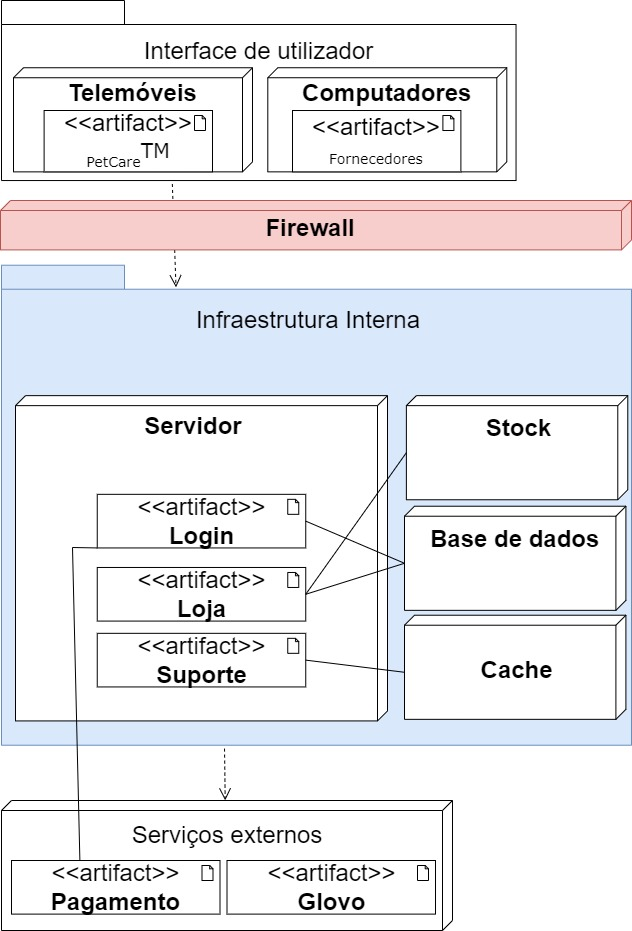 Interface de utilizador
Telemóveis
<<artifact>>
PetCare™
Computadores
<<artifact>>
Fornecedores
Firewall
Infraestrutura Interna
Servidor
<<artifact>>
Login
<<artifact>>
Loja
<<artifact>>
Suporte
Stock
Base de dados
Cache
Serviços externos
<<artifact>>
Pagamento
<<artifact>>
Glovo